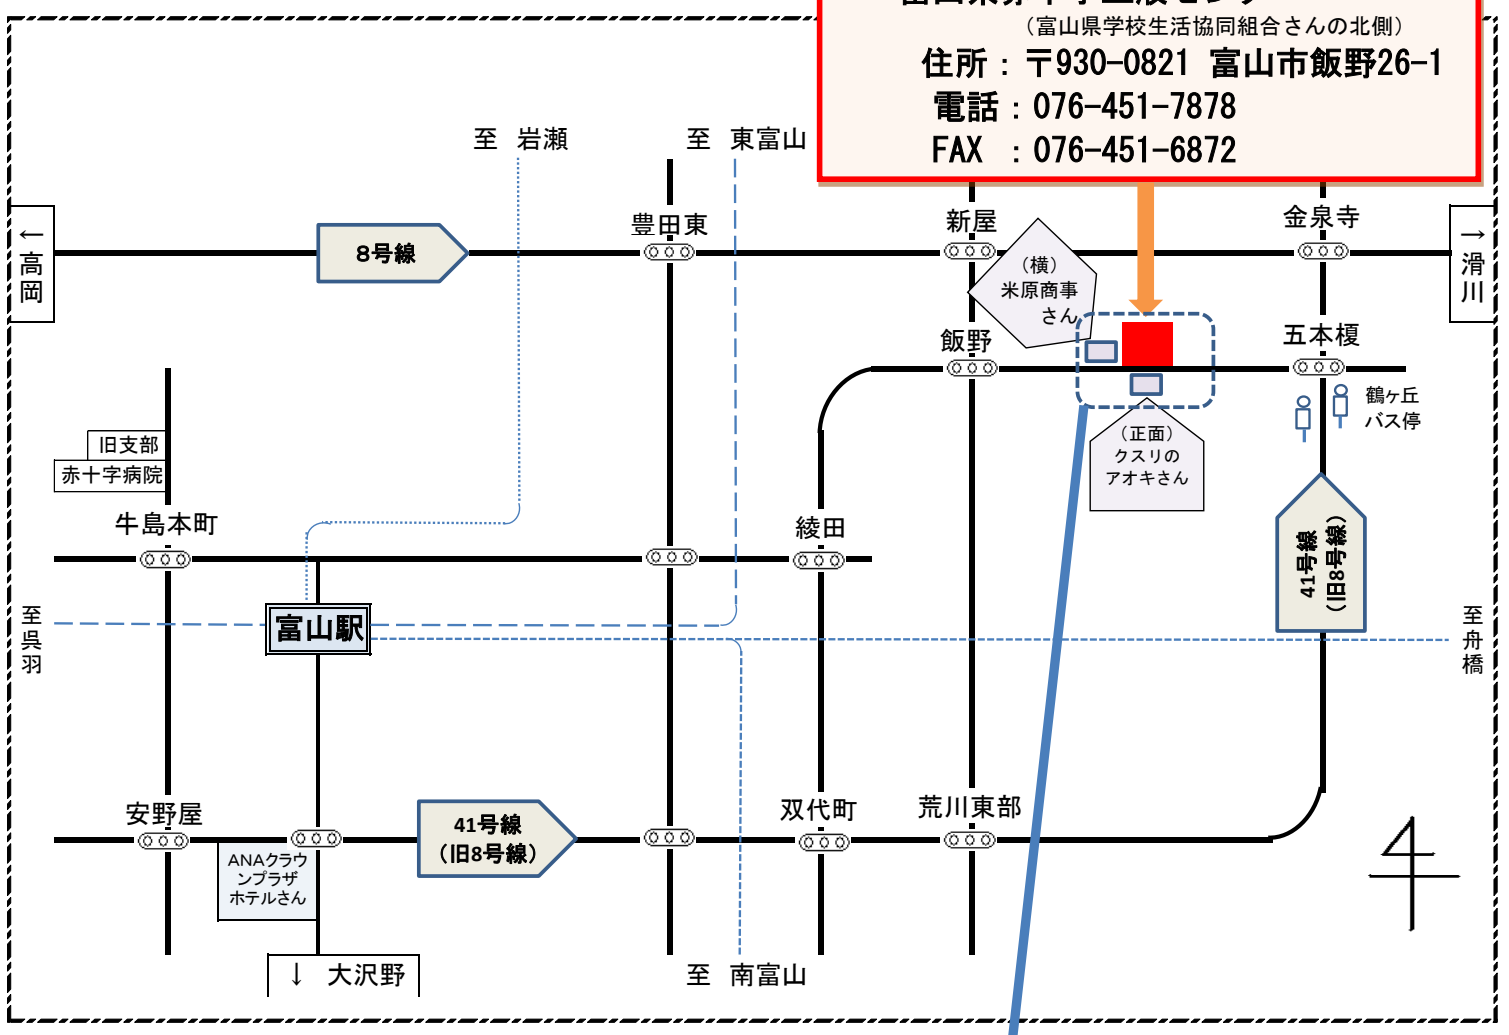 （富山県学校生活協同組合さんの北側）
住所：〒930-0821 富山市飯野26-1
電話：076-451-7878
FAX ：076-451-6872
至 岩瀬
至 東富山
豊田東
新屋
金泉寺
←高岡
8号線
→滑川
（横）
米原商事
さん
飯野
五本榎
鶴ヶ丘
バス停
（正面）
クスリの
アオキさん
旧支部
赤十字病院
牛島本町
綾田
41号線
（旧8号線）
至呉羽
富山駅
至舟橋
安野屋
41号線
（旧8号線）
双代町
荒川東部
ANAクラウ
ンプラザ
ホテルさん
↓ 大沢野
至 南富山